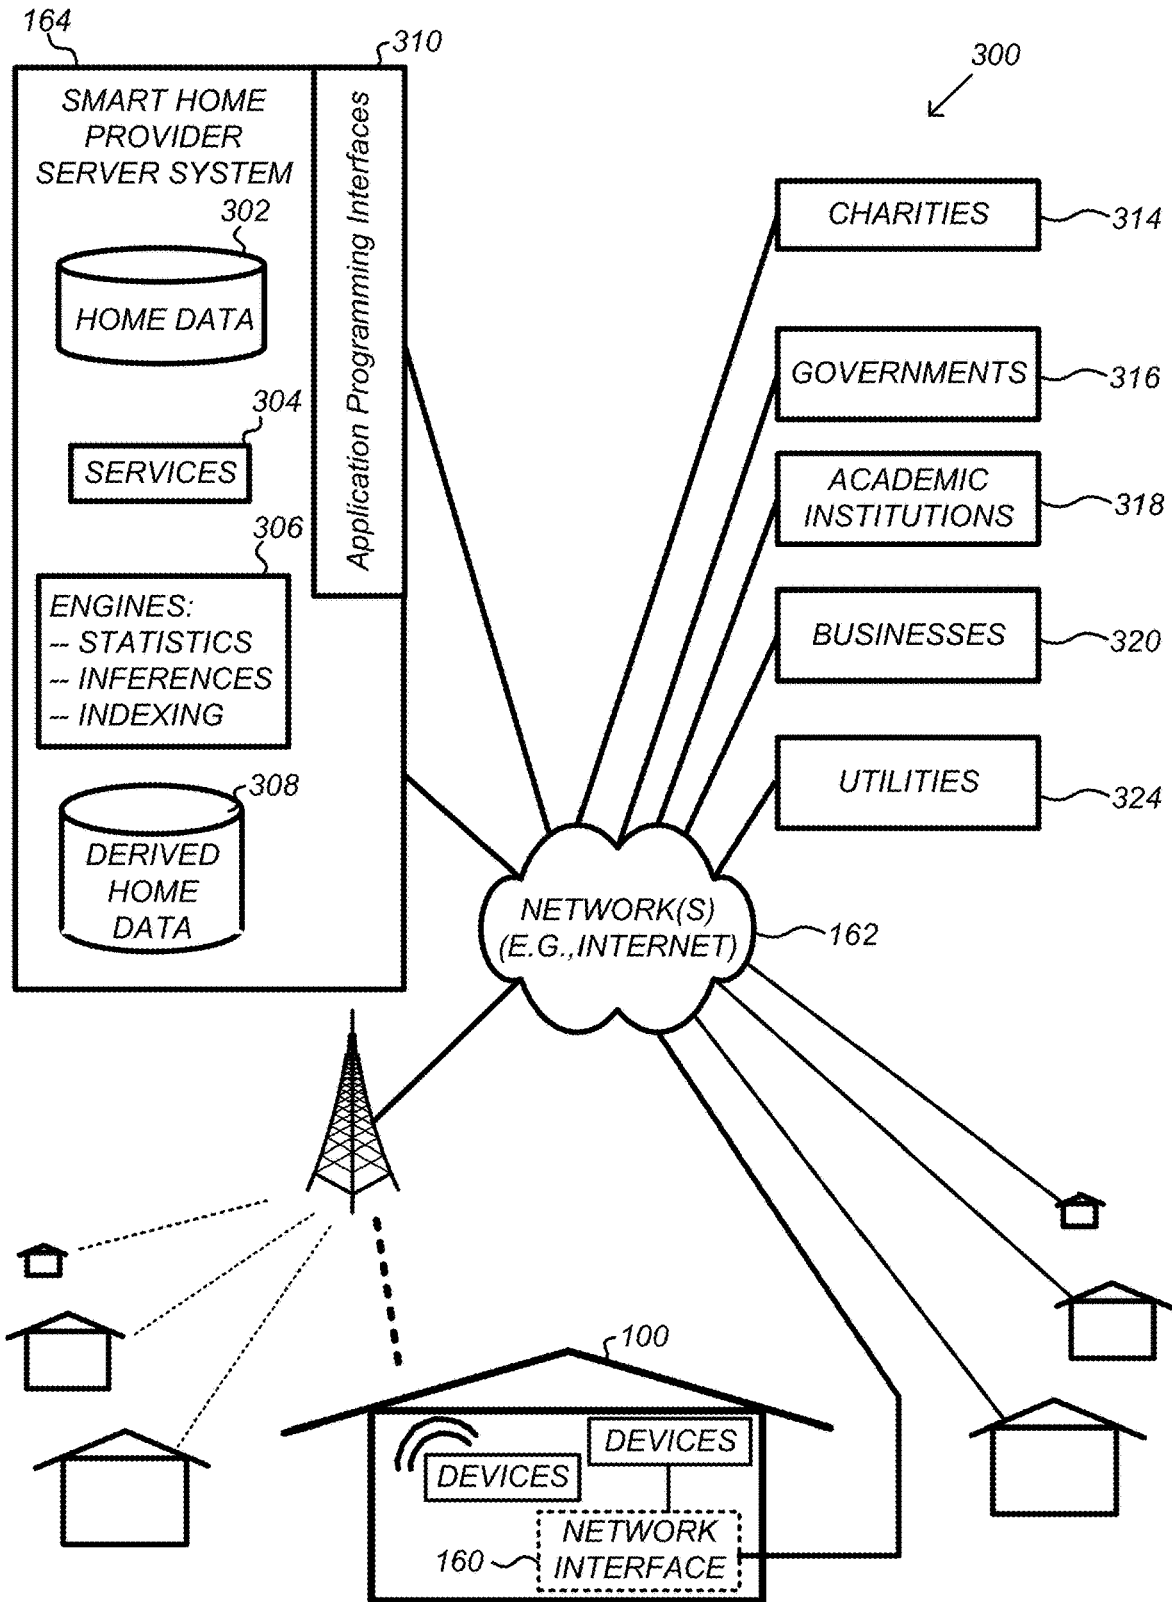 164
310
300
SMART HOME
PROVIDER
SERVER SYSTEM
Application Programming Interfaces
302
HOME DATA
304
SERVICES
306
ENGINES:
-- STATISTICS
-- INFERENCES
-- INDEXING
308
DERIVED
HOME
DATA
CHARITIES
314
GOVERNMENTS
316
ACADEMIC
INSTITUTIONS
318
BUSINESSES
320
UTILITIES
324
NETWORK(S)
(E.G.,INTERNET)
162
100
DEVICES
DEVICES
NETWORK
INTERFACE
160